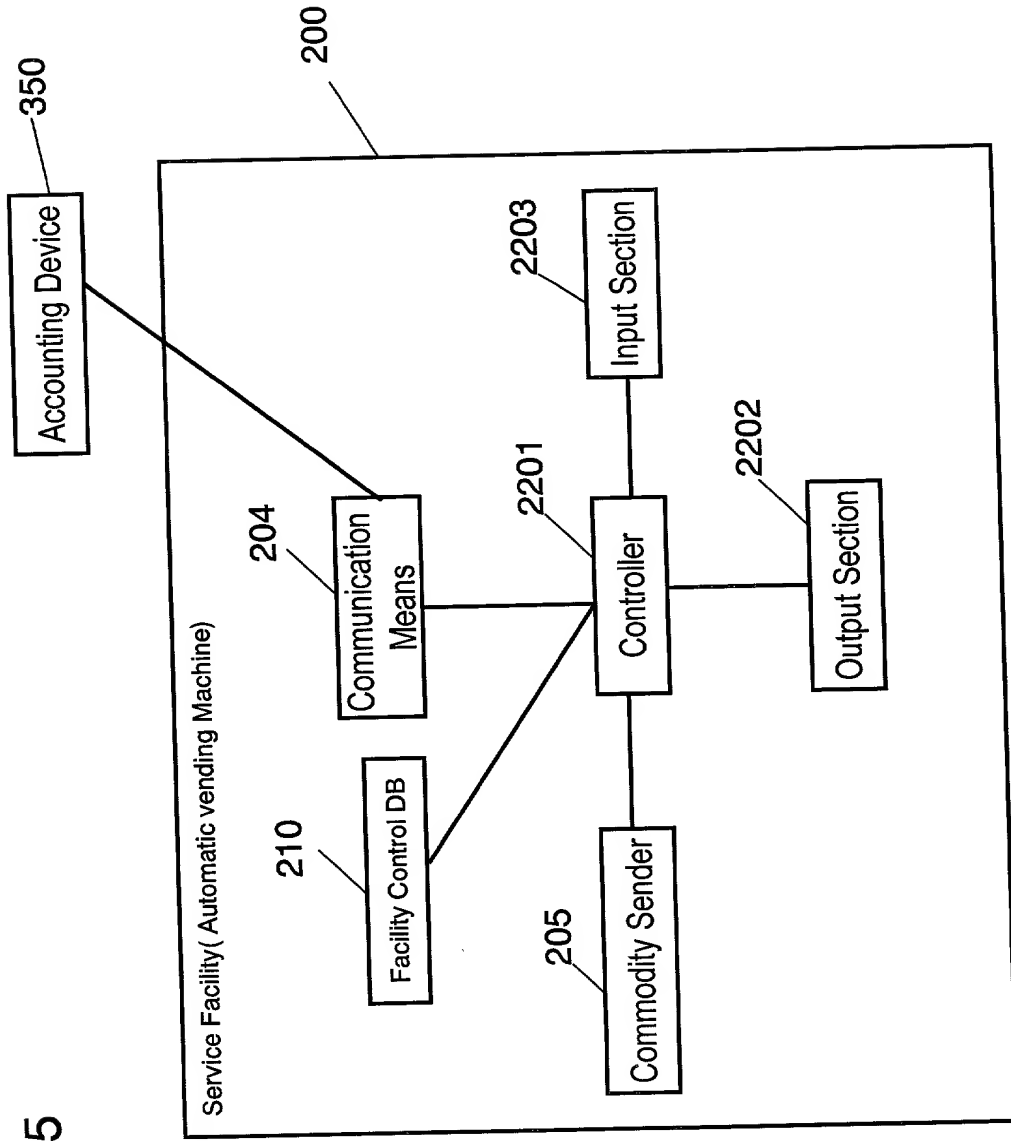 5
350
Accounting Device
200
Service Facility( Automatic vending Machine)
210
204
Facility Control DB
Communication
Means
2201
2203
205
Commodity Sender
Controller
Input Section
2202
Output Section